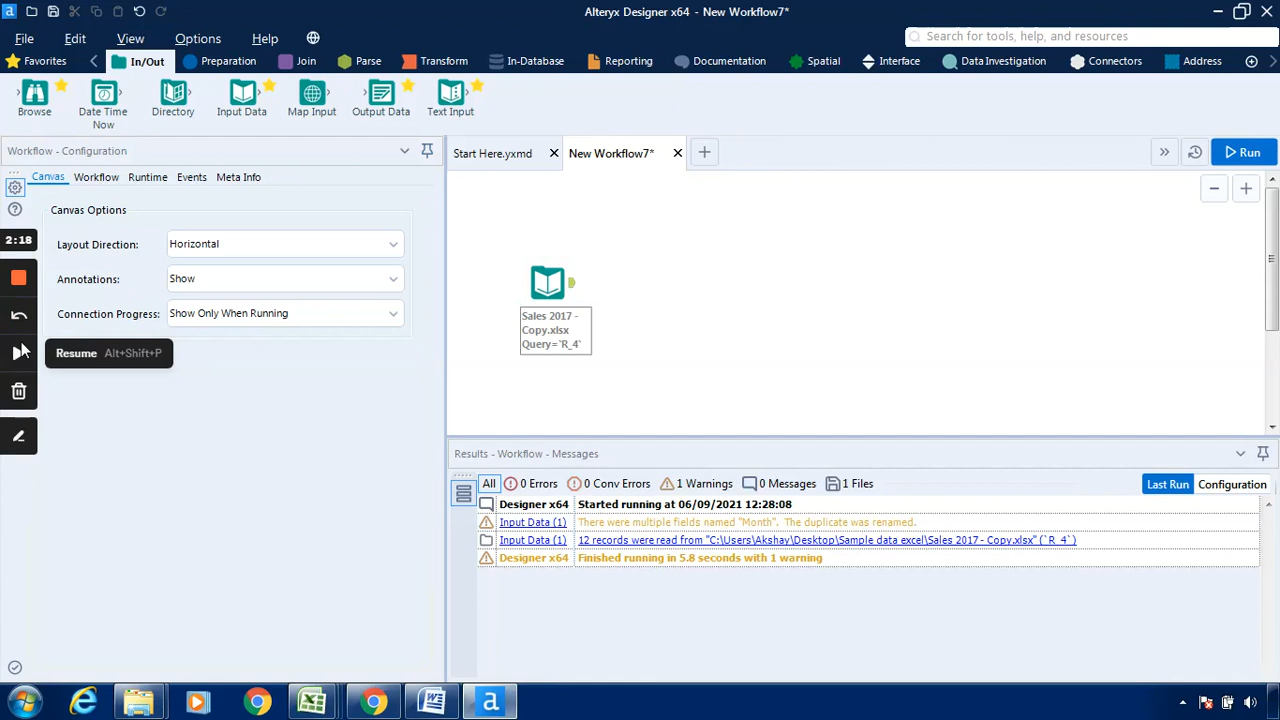 Alteryx Designer x64 - New Workflow7*
File Edit View Options Help
Search for tools, help, and resources
Favorites In/Out Preparation Join Parse Transform In-Database Reporting Documentation Spatial Interface Data Investigation Connectors Address
Browse Date Time Now Directory Input Data Map Input Output Data Text Input
Workflow - Configuration
Start Here.yxmd New Workflow7* Run
Canvas Workflow Runtime Events Meta Info
Canvas Options
Layout Direction: Horizontal
Annotations: Show
Connection Progress: Show Only When Running
2:18
Resume Alt+Shift+P
Sales 2017 -
Copy.xlsx
Query=`R_4`
Results - Workflow - Messages
All 0 Errors 0 Conv Errors 1 Warnings 0 Messages 1 Files Last Run Configuration
Designer x64 Started running at 06/09/2021 12:28:08
Input Data (1) There were multiple fields named "Month". The duplicate was renamed.
Input Data (1) 12 records were read from "C:\Users\Akshay\Desktop\Sample data excel\Sales 2017 - Copy.xlsx" (`R_4`)
Designer x64 Finished running in 5.8 seconds with 1 warning